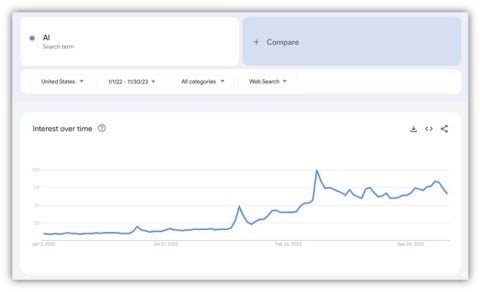 AI
Search term
+ Compare
United States
1/1/22 - 11/30/23
All categories
Web Search
Interest over time
100
75
50
25
Jan 2, 2022
Jul 31, 2022
Feb 26, 2023
Sep 24, 2023